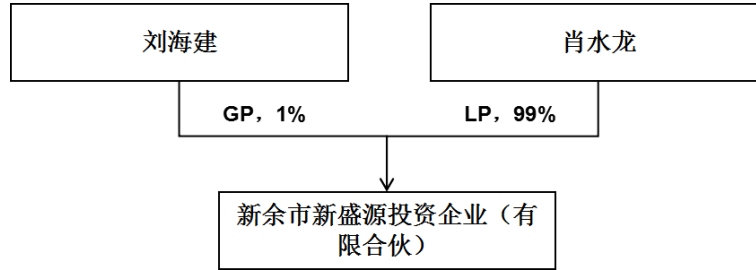 刘海建
肖水龙
GP，1%
LP，99%
新余市新盛源投资企业（有
限合伙）